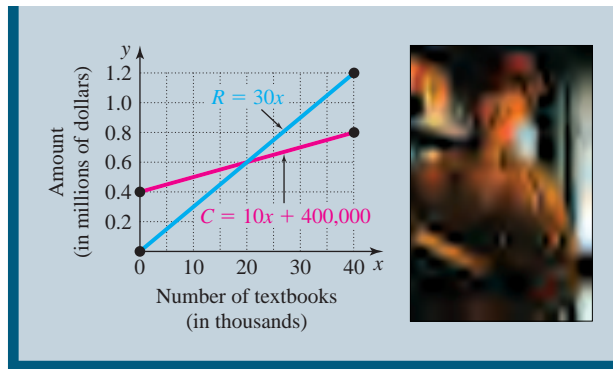 y
1.2
1.0
0.8
0.6
0.4
0.2
Amount
(in millions of dollars)
R = 30x
C = 10x + 400,000
0 10 20 30 40 x
Number of textbooks
(in thousands)